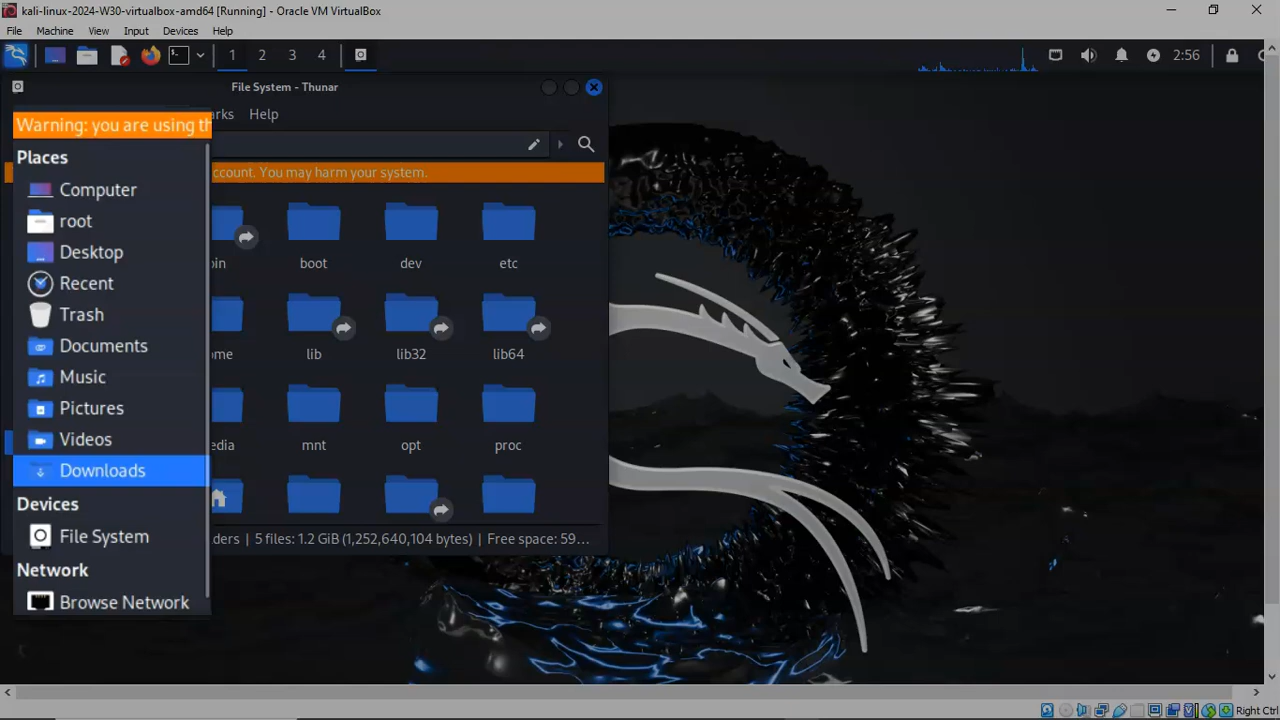 kali-linux-2024-W30-virtualbox-amd64 [Running] - Oracle VM VirtualBox
File Machine View Input Devices Help
1 2 3 4 2:56
File System - Thunar
arks Help
Warning: you are using th
ccount. You may harm your system.
Places
Computer
root
Desktop
Recent
Trash
Documents
Music
Pictures
Videos
Downloads
Devices
File System
Network
Browse Network
bin boot dev etc
ome lib lib32 lib64
edia mnt opt proc
ders | 5 files: 1.2 GiB (1,252,640,104 bytes) | Free space: 59...
Right Ctrl